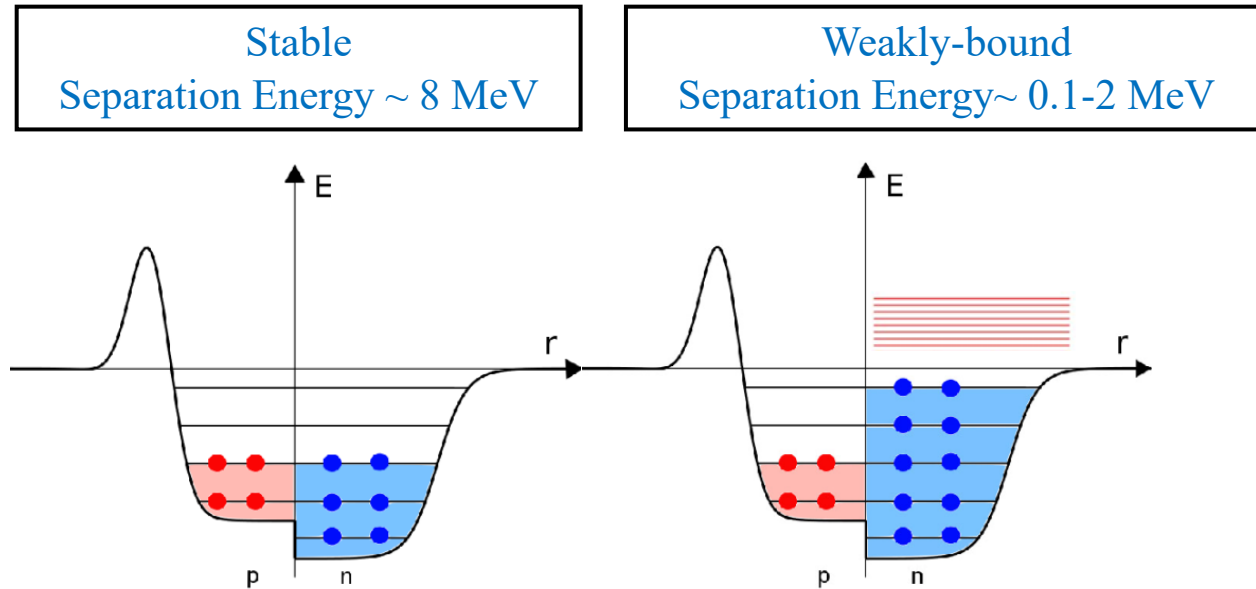 Stable
Separation Energy ~ 8 MeV
Weakly-bound
Separation Energy~ 0.1-2 MeV
E
r
p
n
E
r
p
n